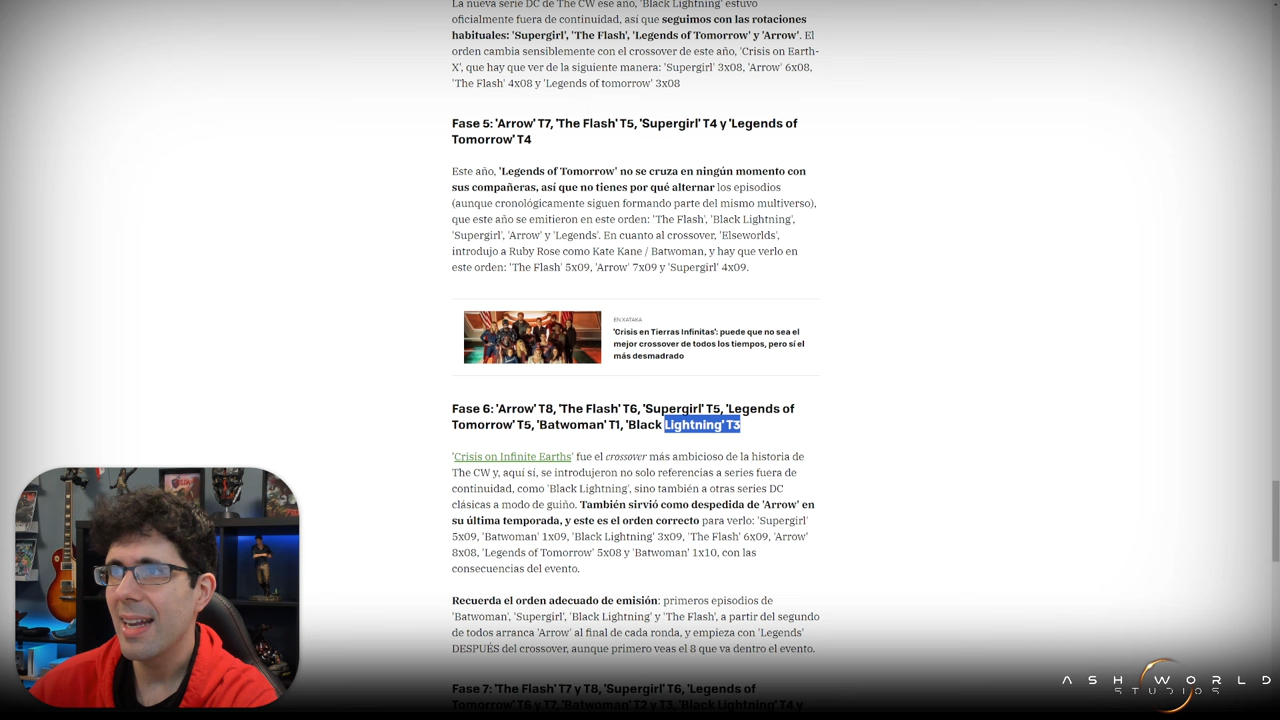 La nueva serie DC de The CW ese año, 'Black Lightning' estuvo
oficialmente fuera de continuidad, así que seguimos con las rotaciones
habituales: 'Supergirl', 'The Flash', 'Legends of Tomorrow' y 'Arrow'. El
orden cambia sensiblemente con el crossover de este año, 'Crisis on Earth-
X', que hay que ver de la siguiente manera: 'Supergirl' 3x08, 'Arrow' 6x08,
'The Flash' 4x08 y 'Legends of tomorrow' 3x08
Fase 5: 'Arrow' T7, 'The Flash' T5, 'Supergirl' T4 y 'Legends of
Tomorrow' T4
Este año, 'Legends of Tomorrow' no se cruza en ningún momento con
sus compañeras, así que no tienes por qué alternar los episodios
(aunque cronológicamente siguen formando parte del mismo multiverso),
que este año se emitieron en este orden: 'The Flash', 'Black Lightning',
'Supergirl', 'Arrow' y 'Legends'. En cuanto al crossover, 'Elseworlds',
introdujo a Ruby Rose como Kate Kane / Batwoman, y hay que verlo en
este orden: 'The Flash' 5x09, 'Arrow' 7x09 y 'Supergirl' 4x09.
EN XATAKA
'Crisis en Tierras Infinitas': puede que no sea el
mejor crossover de todos los tiempos, pero sí el
más desmadrado
Fase 6: 'Arrow' T8, 'The Flash' T6, 'Supergirl' T5, 'Legends of
Tomorrow' T5, 'Batwoman' T1, 'Black Lightning' T3
'Crisis on Infinite Earths' fue el crossover más ambicioso de la historia de
The CW y, aquí sí, se introdujeron no solo referencias a series fuera de
continuidad, como 'Black Lightning', sino también a otras series DC
clásicas a modo de guiño. También sirvió como despedida de 'Arrow' en
su última temporada, y este es el orden correcto para verlo: 'Supergirl'
5x09, 'Batwoman' 1x09, 'Black Lightning' 3x09, 'The Flash' 6x09, 'Arrow'
8x08, 'Legends of Tomorrow' 5x08 y 'Batwoman' 1x10, con las
consecuencias del evento.
Recuerda el orden adecuado de emisión: primeros episodios de
'Batwoman', 'Supergirl', 'Black Lightning' y 'The Flash', a partir del segundo
de todos arranca 'Arrow' al final de cada ronda, y empieza con 'Legends'
DESPUÉS del crossover, aunque primero veas el 8 que va dentro el evento.
Fase 7: 'The Flash' T7 y T8, 'Supergirl' T6, 'Legends of
Tomorrow' T6 y T7, 'Batwoman' T2 y T3, 'Black Lightning' T4 y
ASH WORLD
STUDIOS